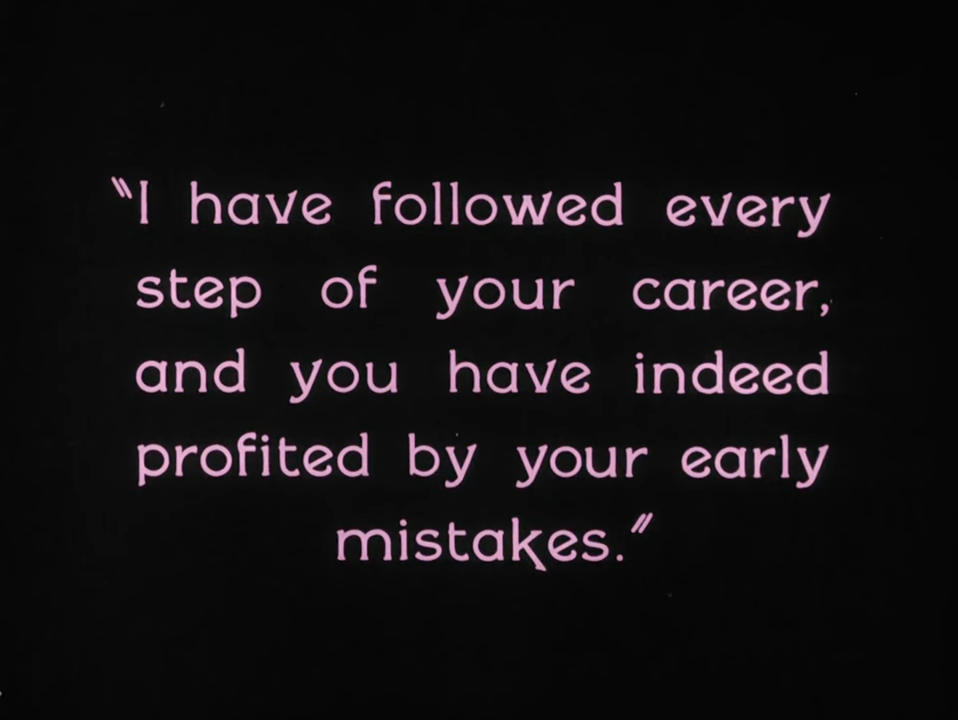 "I have followed every
step of your career,
and you have indeed
profited by your early
mistakes."